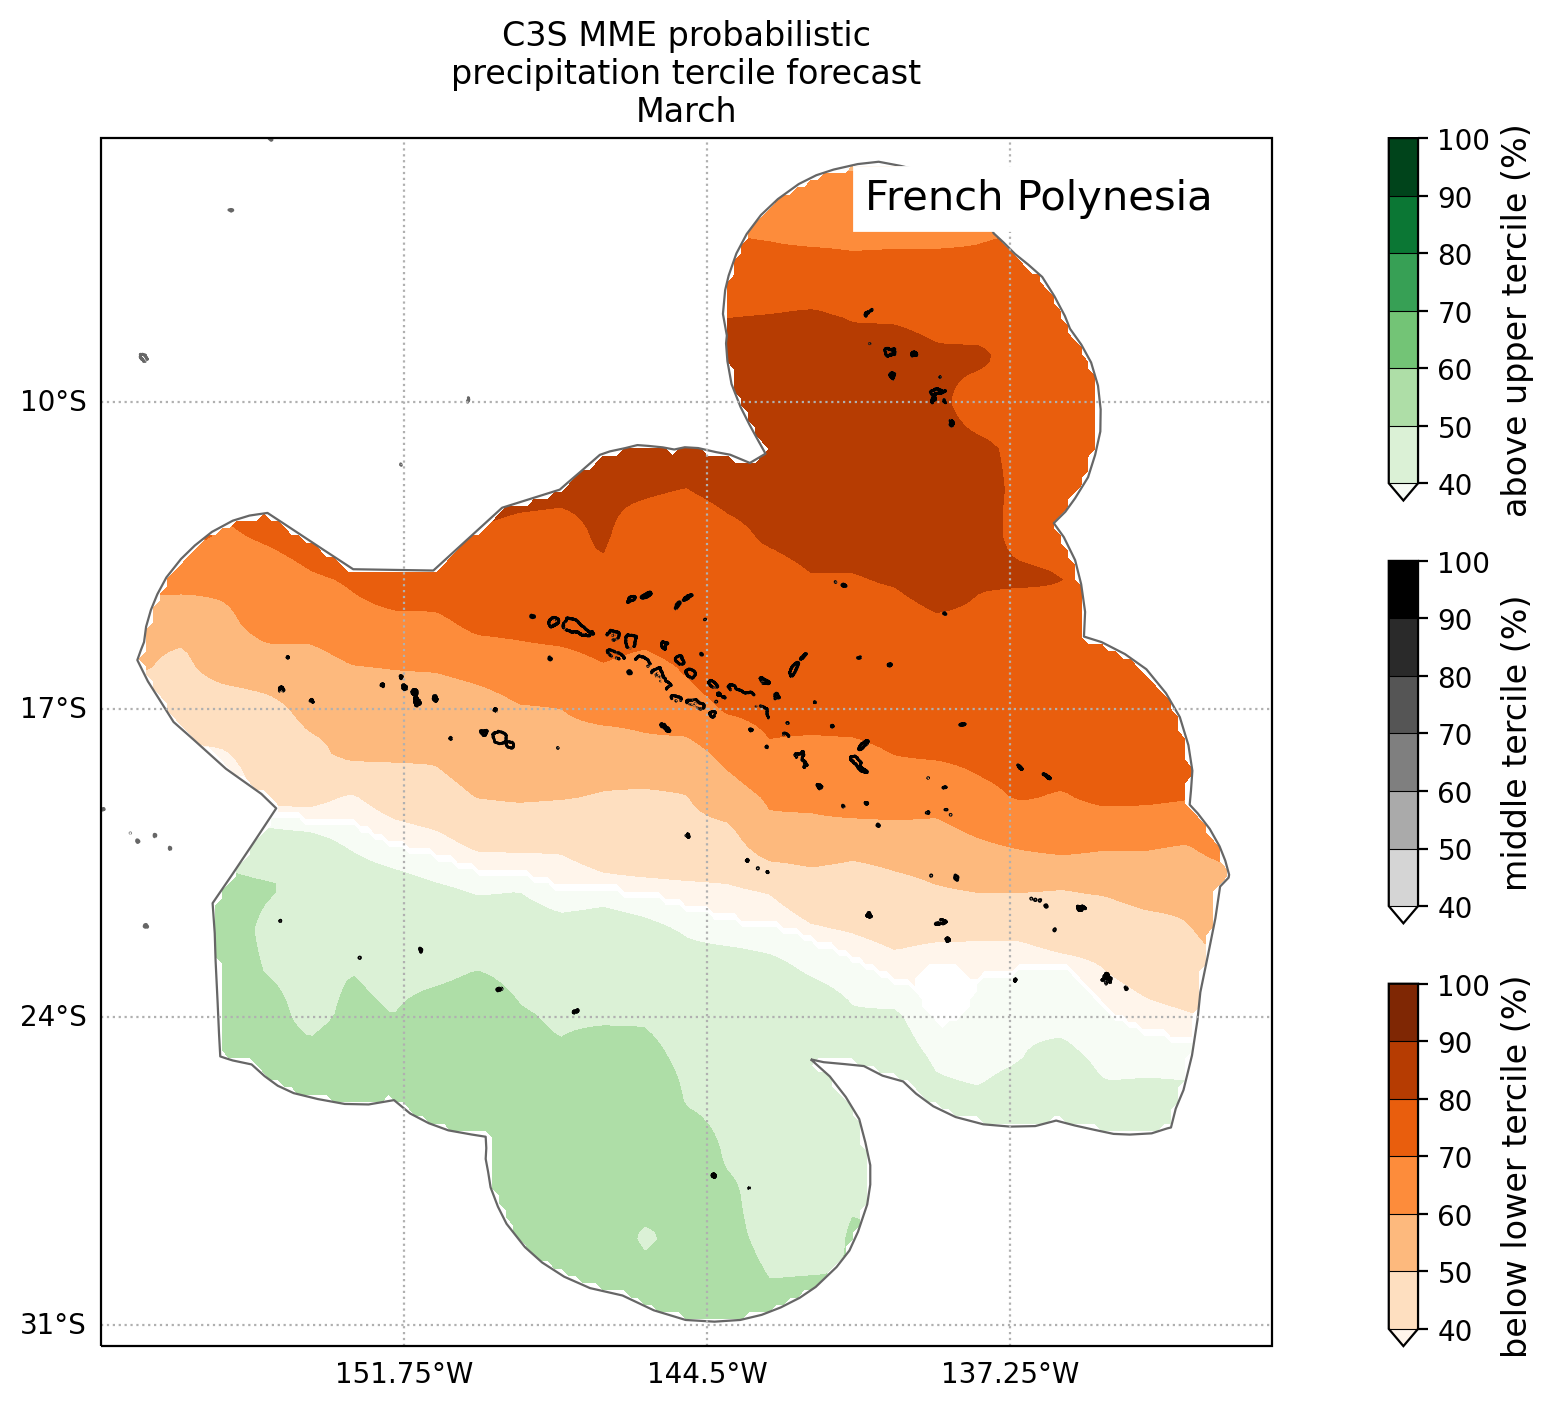 C3S MME probabilistic
precipitation tercile forecast
March
French Polynesia
10°S
17°S
24°S
31°S
151.75°W
144.5°W
137.25°W
100
90
80
70
60
50
40
above upper tercile (%)
100
90
80
70
60
50
40
middle tercile (%)
100
90
80
70
60
50
40
below lower tercile (%)